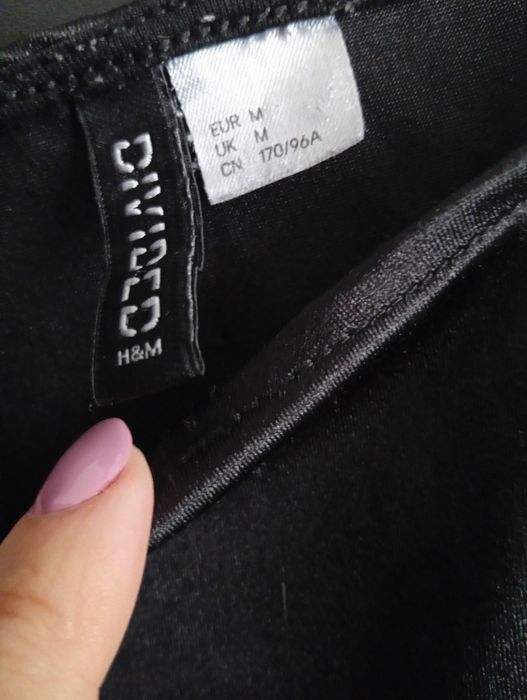 DIVIDED
H&M
EUR M
UK M
CN 170/96A